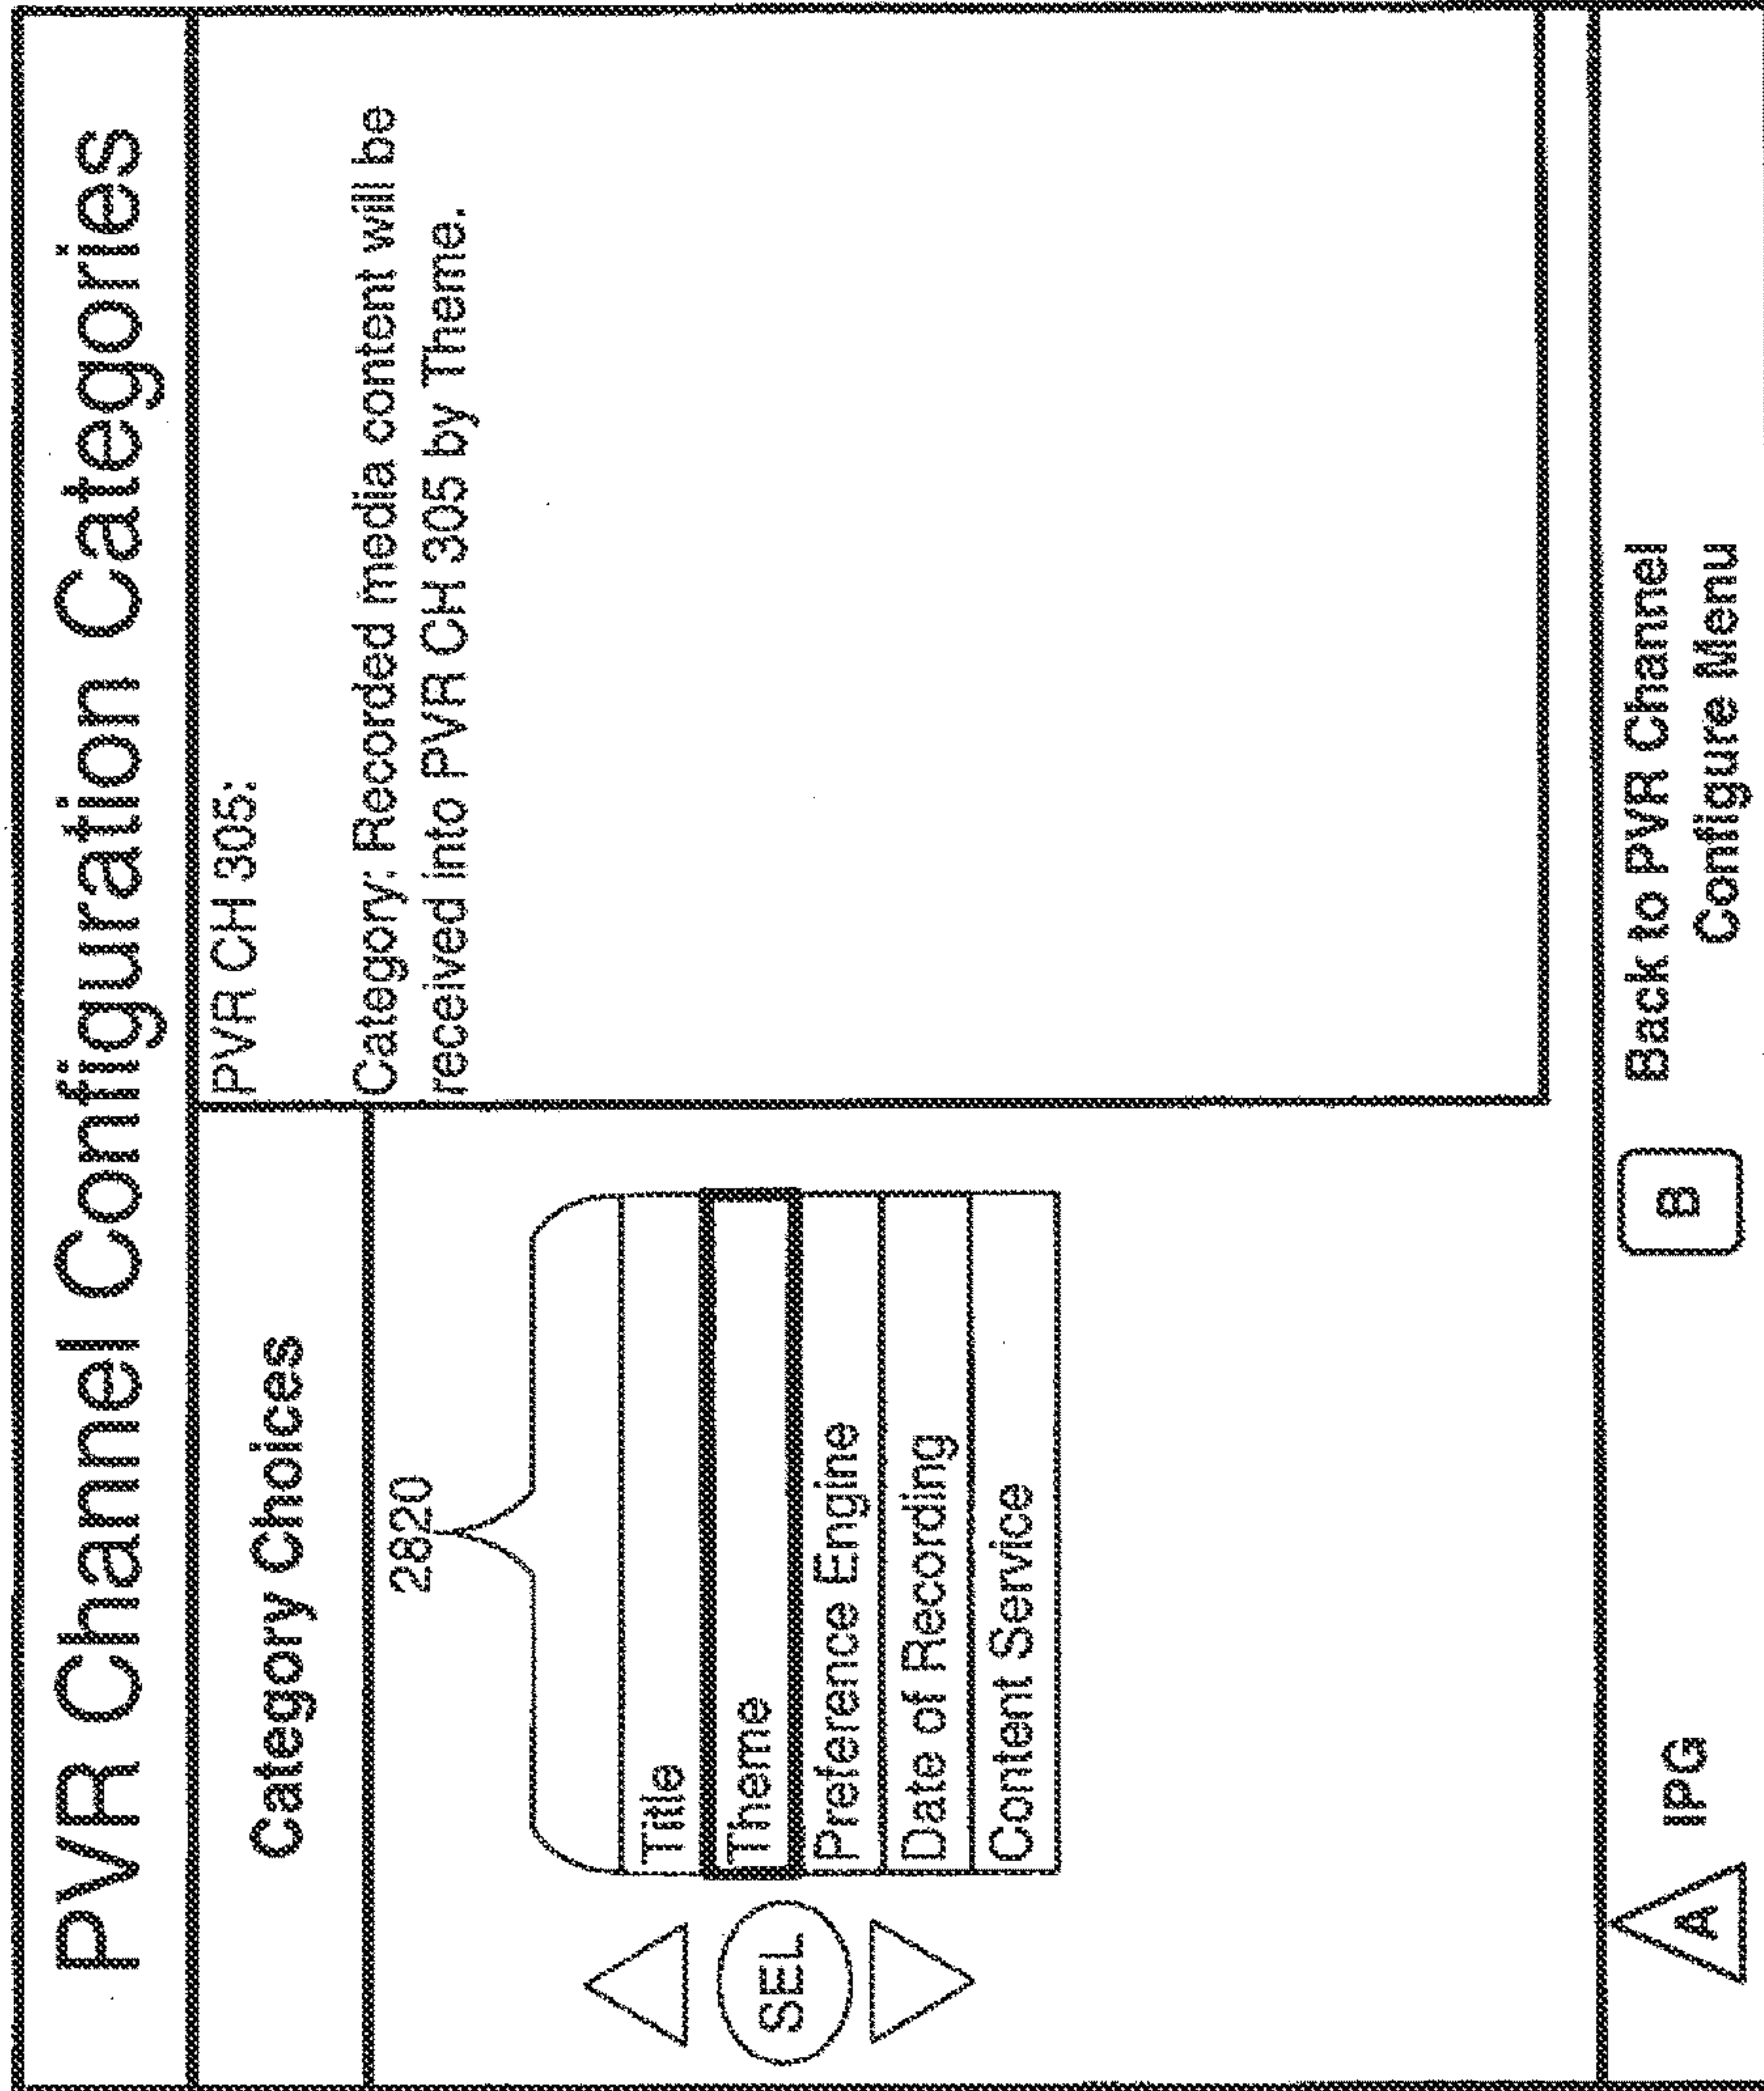 PVR Channel Configuration Categories
Category Choices
2820
Title
Theme
Preference Engine
Date of Recording
Content Service
SEL
PVR CH 305:
Category: Recorded media content will be
received into PVR CH 305 by Theme.
A
IPG
B
Back to PVR Channel
Configure Menu